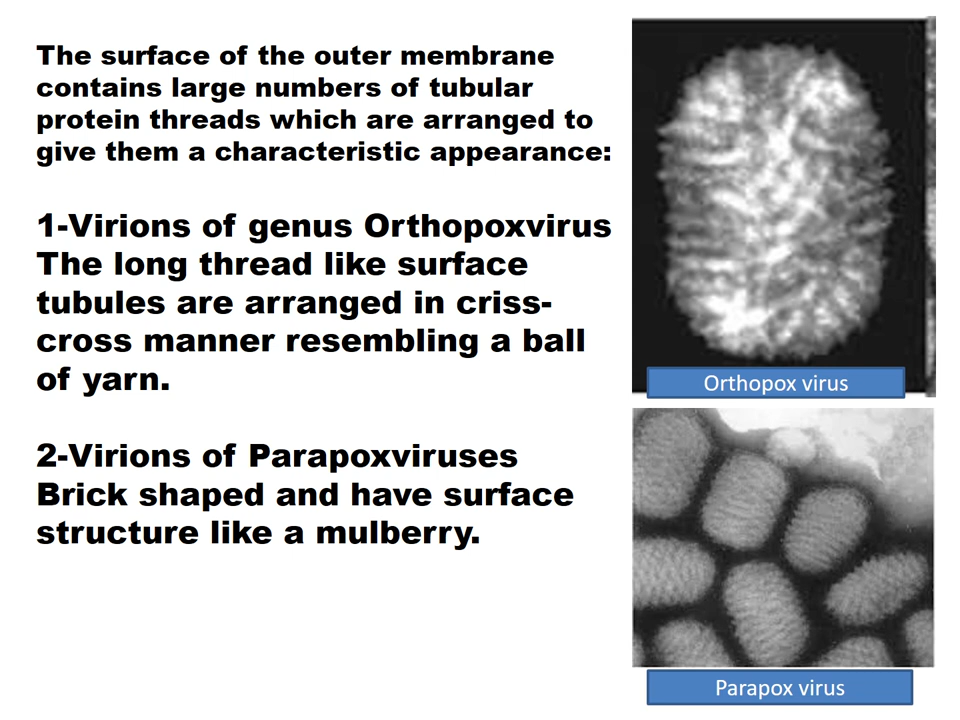 The surface of the outer membrane
contains large numbers of tubular
protein threads which are arranged to
give them a characteristic appearance:
1-Virions of genus Orthopoxvirus
The long thread like surface
tubules are arranged in criss-
cross manner resembling a ball
of yarn.
2-Virions of Parapoxviruses
Brick shaped and have surface
structure like a mulberry.
Orthopox virus
Parapox virus